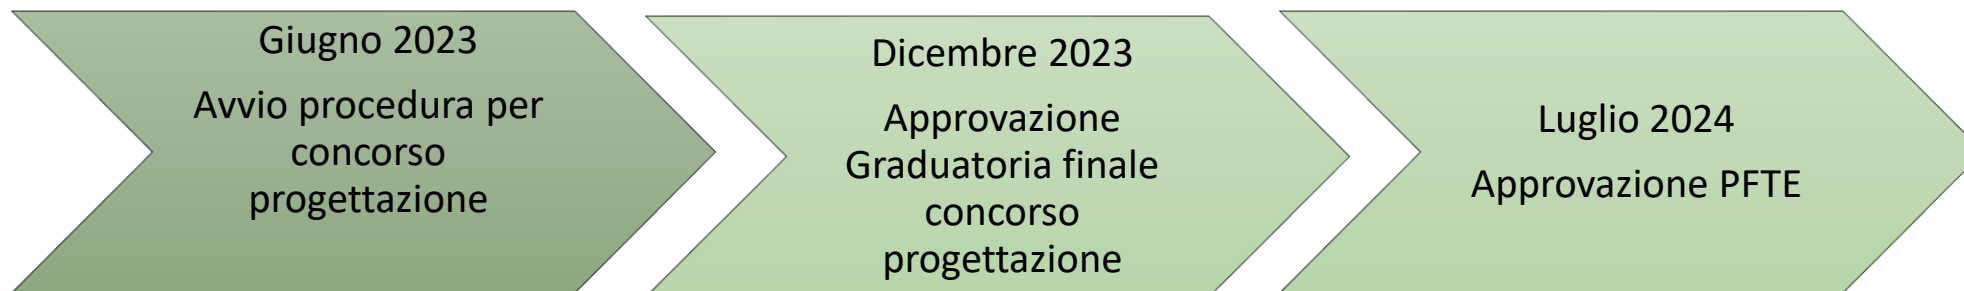 Giugno 2023
Avvio procedura per
concorso
progettazione
Dicembre 2023
Approvazione
Graduatoria finale
concorso
progettazione
Luglio 2024
Approvazione PFTE